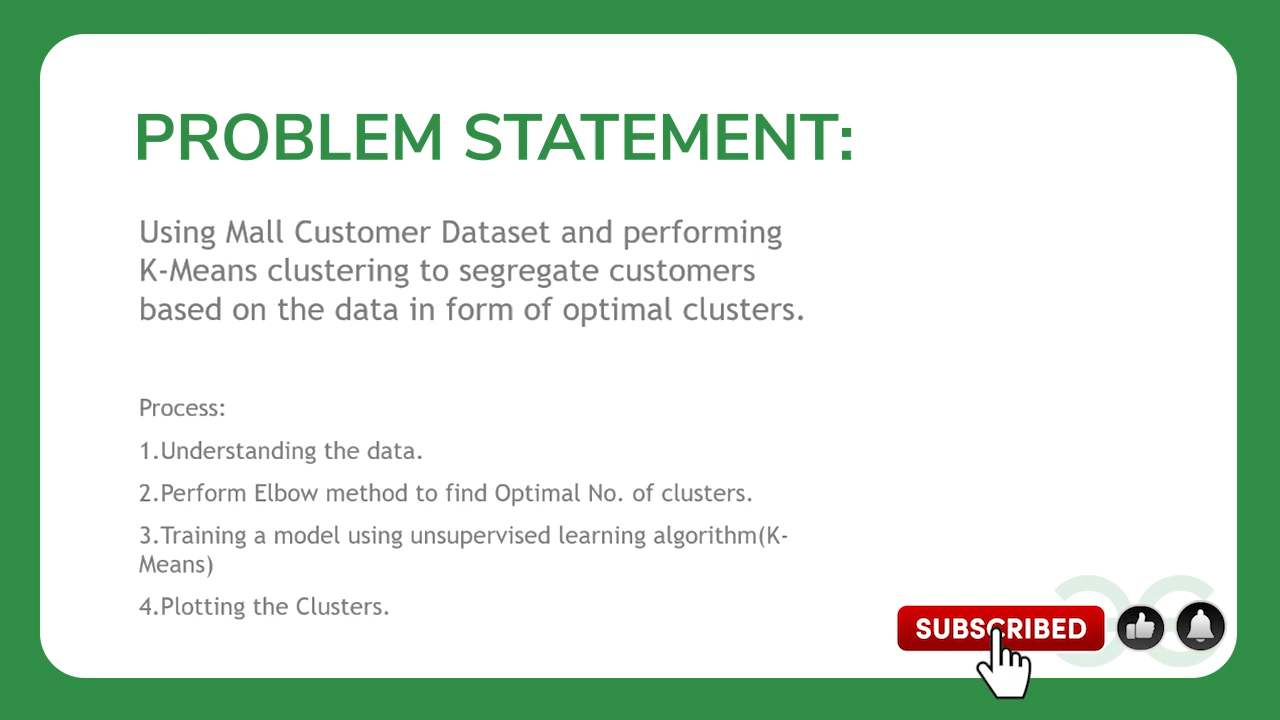 PROBLEM STATEMENT:
Using Mall Customer Dataset and performing
K-Means clustering to segregate customers
based on the data in form of optimal clusters.
Process:
1.Understanding the data.
2.Perform Elbow method to find Optimal No. of clusters.
3.Training a model using unsupervised learning algorithm(K-
Means)
4.Plotting the Clusters.
SUBSCRIBED